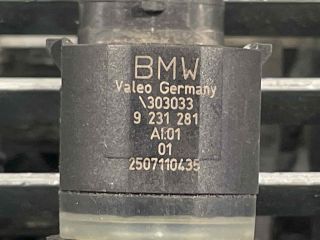 BMW
Valeo Germany
\303033
9 231 281
AI:01
01
2507110435